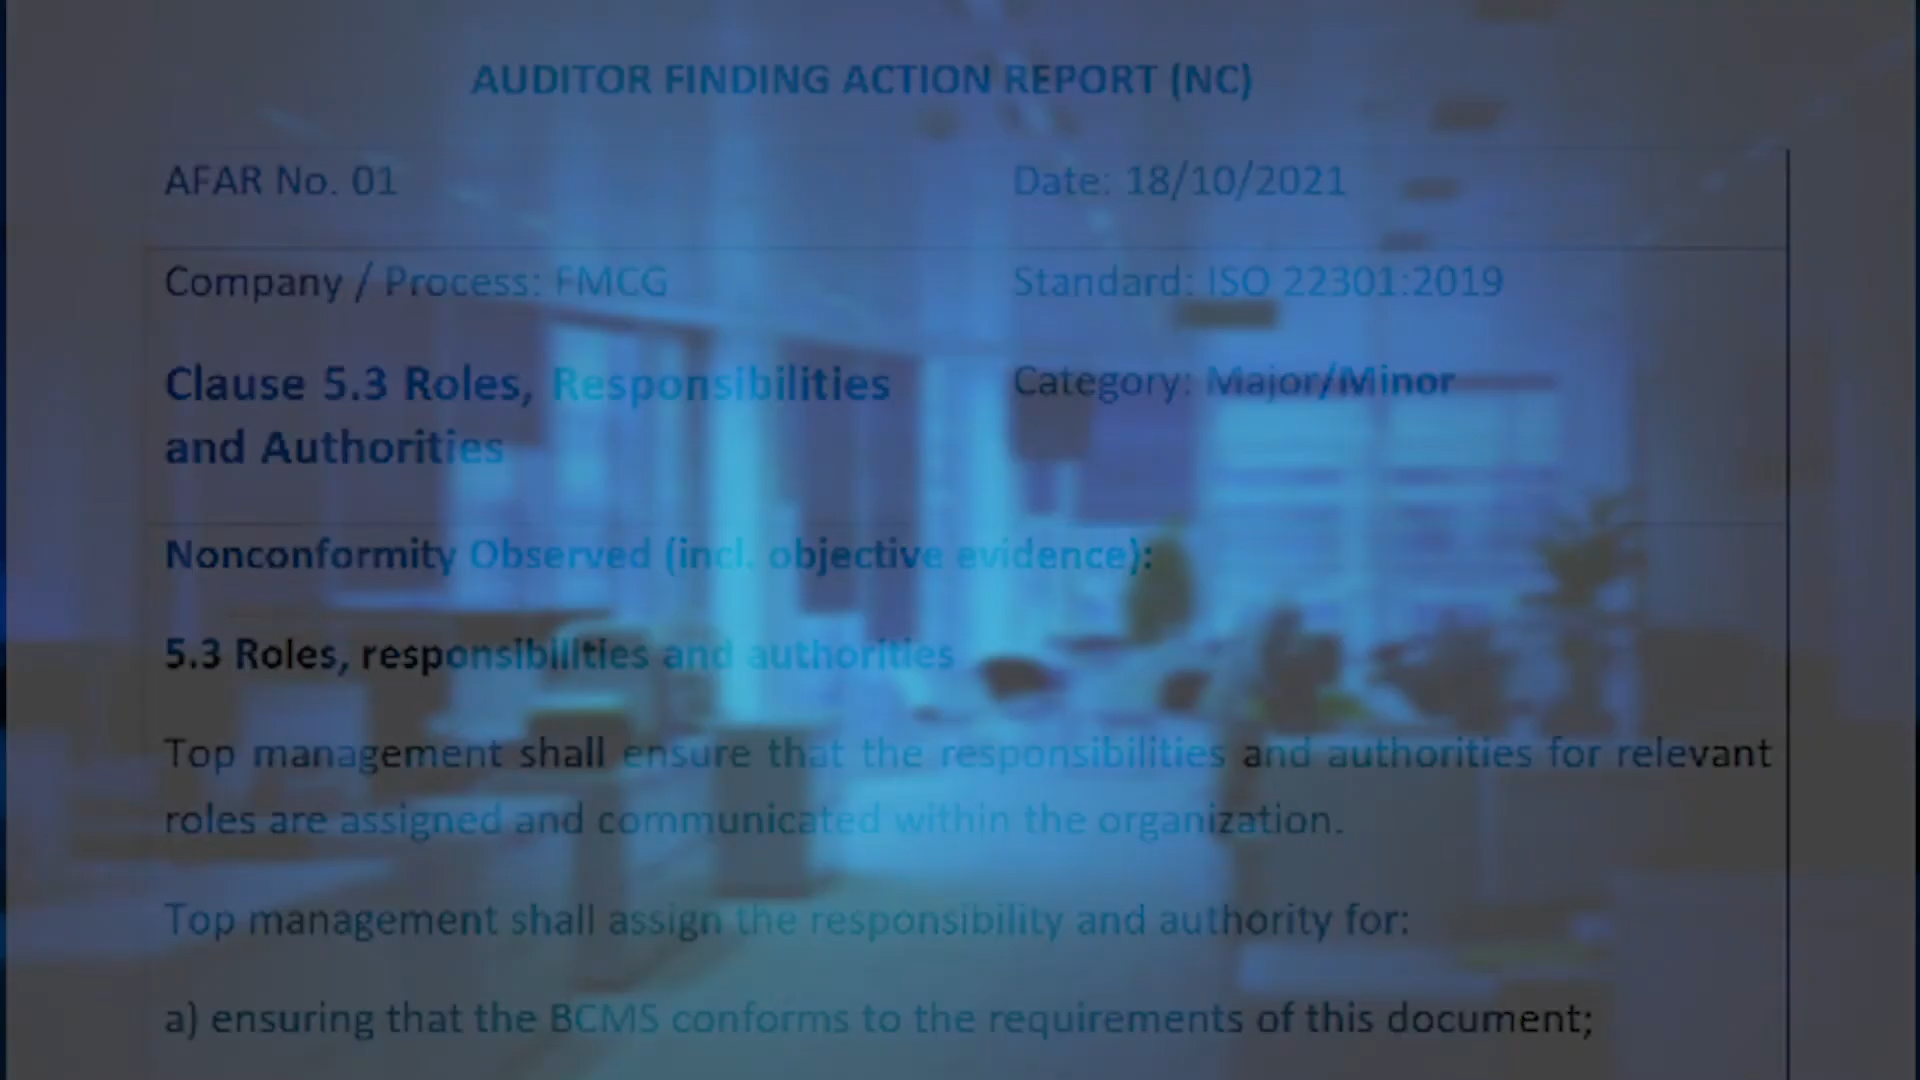 AUDITOR FINDING ACTION REPORT (NC)
AFAR No. 01
Date: 18/10/2021
Company / Process: FMCG
Standard: ISO 22301:2019
Clause 5.3 Roles, Responsibilities
and Authorities
Category: Major/Minor
Nonconformity Observed (incl. objective evidence):
5.3 Roles, responsibilities and authorities
Top management shall ensure that the responsibilities and authorities for relevant
roles are assigned and communicated within the organization.
Top management shall assign the responsibility and authority for:
a) ensuring that the BCMS conforms to the requirements of this document;